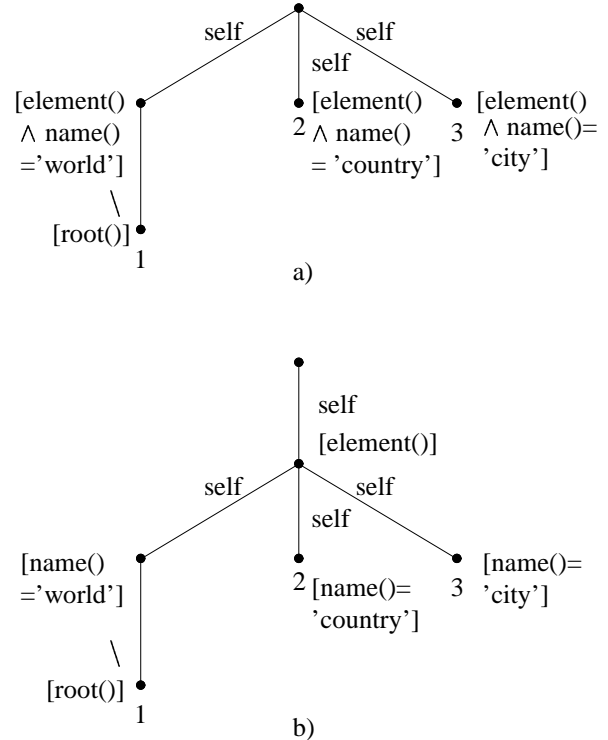 self
self
self
[element()
∧ name()
='world']
2
[element()
∧ name()
= 'country']
3
[element()
∧ name()=
'city']
\
[root()]
1
a)
self
[element()]
self
self
self
[name()
='world']
2
[name()=
'country']
3
[name()=
'city']
\
[root()]
1
b)